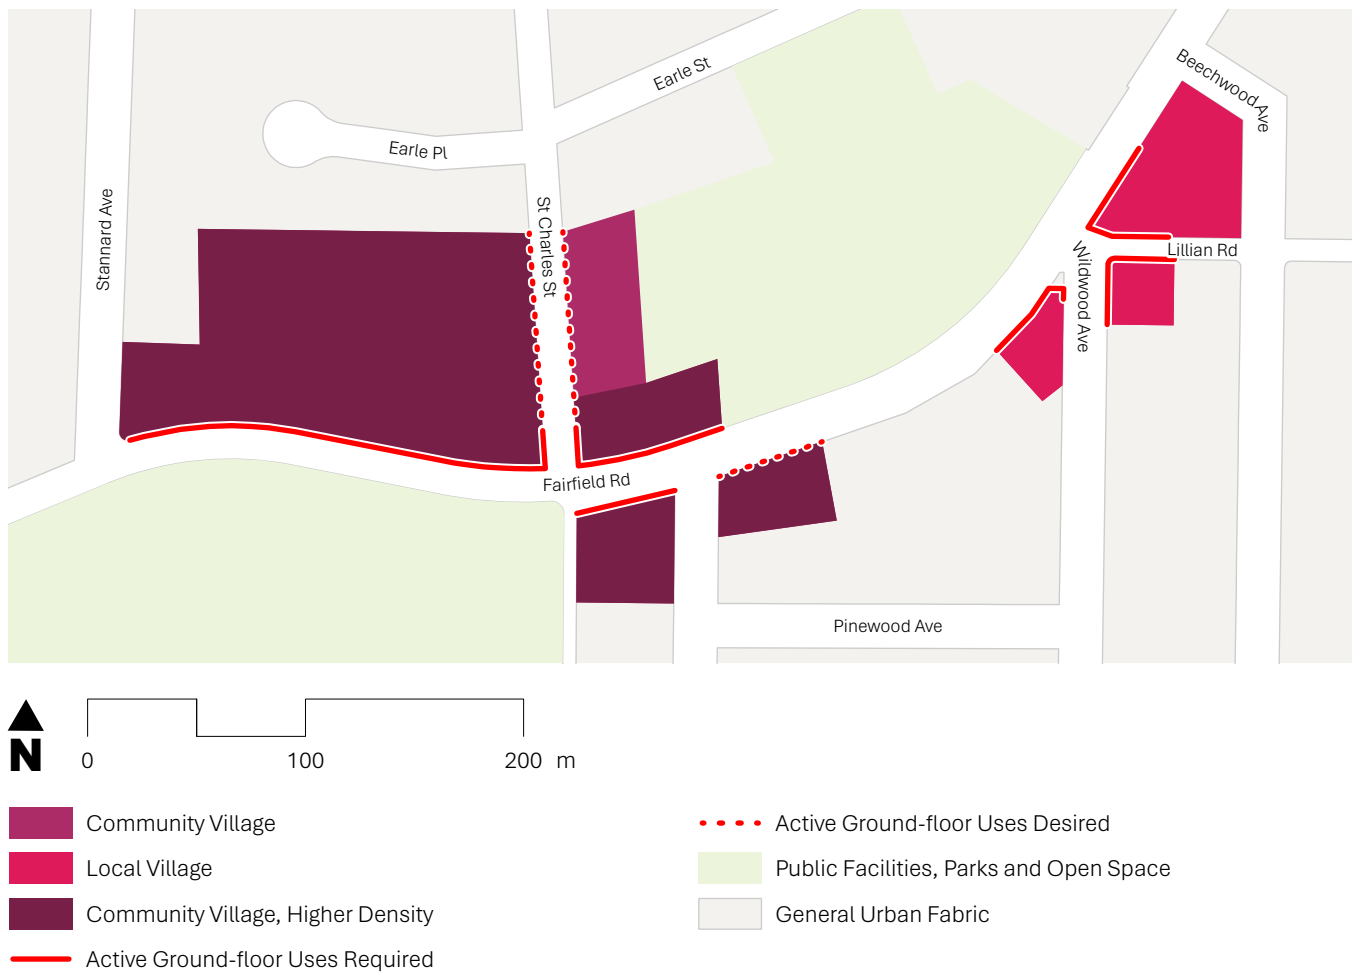 Beechwood Ave
Earle St
Earle Pl
Stannard Ave
St Charles St
Wildwood Ave
Lillian Rd
Fairfield Rd
Pinewood Ave
N
0 100 200 m
Community Village
Local Village
Community Village, Higher Density
Active Ground-floor Uses Required
Active Ground-floor Uses Desired
Public Facilities, Parks and Open Space
General Urban Fabric